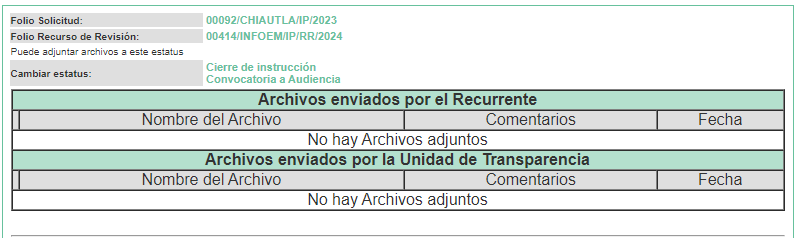 Folio Solicitud: 00092/CHIAUTLA/IP/2023
Folio Recurso de Revisión: 00414/INFOEM/IP/RR/2024
Puede adjuntar archivos a este estatus
Cambiar estatus: Cierre de instrucción
Convocatoria a Audiencia
Archivos enviados por el Recurrente
Nombre del Archivo Comentarios Fecha
No hay Archivos adjuntos
Archivos enviados por la Unidad de Transparencia
Nombre del Archivo Comentarios Fecha
No hay Archivos adjuntos